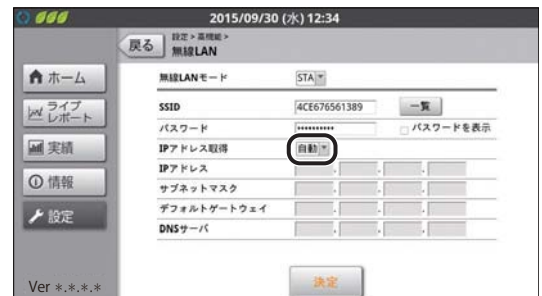 2015/09/30 (水) 12:34
戻る
設定 > 高機能 >
無線LAN
ホーム
ライブ
レポート
実績
情報
設定
Ver *.*.*.*
無線LANモード STA
SSID 4CE676561389 一覧
パスワード ********** パスワードを表示
IPアドレス取得 自動
IPアドレス . . .
サブネットマスク . . .
デフォルトゲートウェイ . . .
DNSサーバ . . .
決定